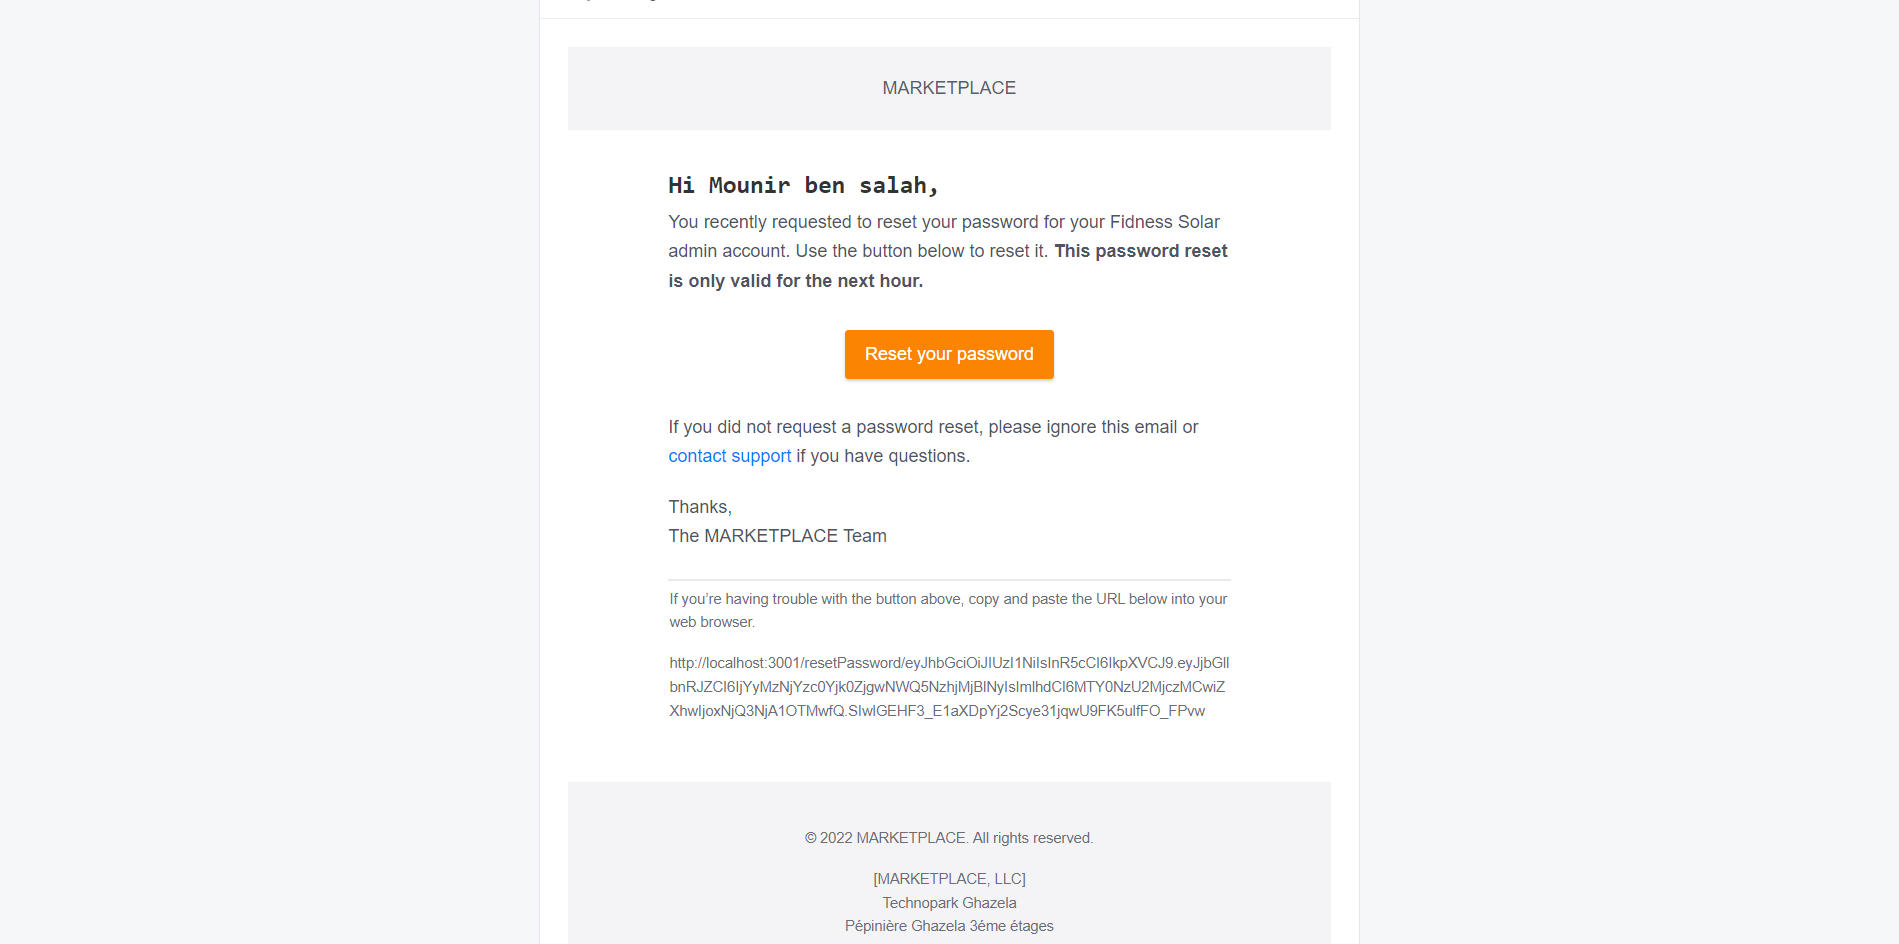 MARKETPLACE
Hi Mounir ben salah,
You recently requested to reset your password for your Fidness Solar
admin account. Use the button below to reset it. This password reset
is only valid for the next hour.
Reset your password
If you did not request a password reset, please ignore this email or
contact support if you have questions.
Thanks,
The MARKETPLACE Team
If you’re having trouble with the button above, copy and paste the URL below into your
web browser.
http://localhost:3001/resetPassword/eyJhbGciOiJIUzI1NiIsInR5cCI6IkpXVCJ9.eyJjbGll
bnRJZCI6IjYyMzNjYzc0Yjk0ZjgwNWQ5NzhjMjBlNyIsImlhdCI6MTY0NzU2MjczMCwiZ
XhwIjoxNjQ3NjA1OTMwfQ.SIwlGEHF3_E1aXDpYj2Scye31jqwU9FK5ulfFO_FPvw
© 2022 MARKETPLACE. All rights reserved.
[MARKETPLACE, LLC]
Technopark Ghazela
Pépinière Ghazela 3éme étages